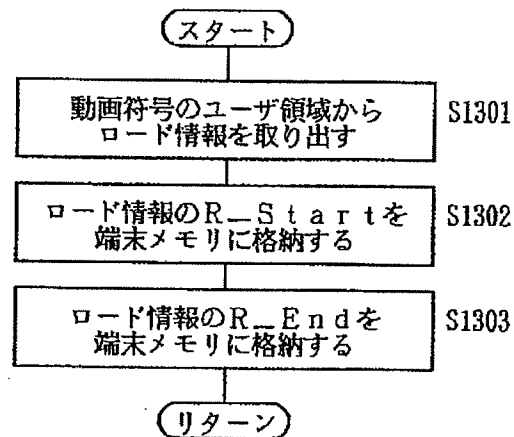 スタート
動画符号のユーザ領域から
ロード情報を取り出す
S1301
ロード情報のR_Startを
端末メモリに格納する
S1302
ロード情報のR_Endを
端末メモリに格納する
S1303
リターン